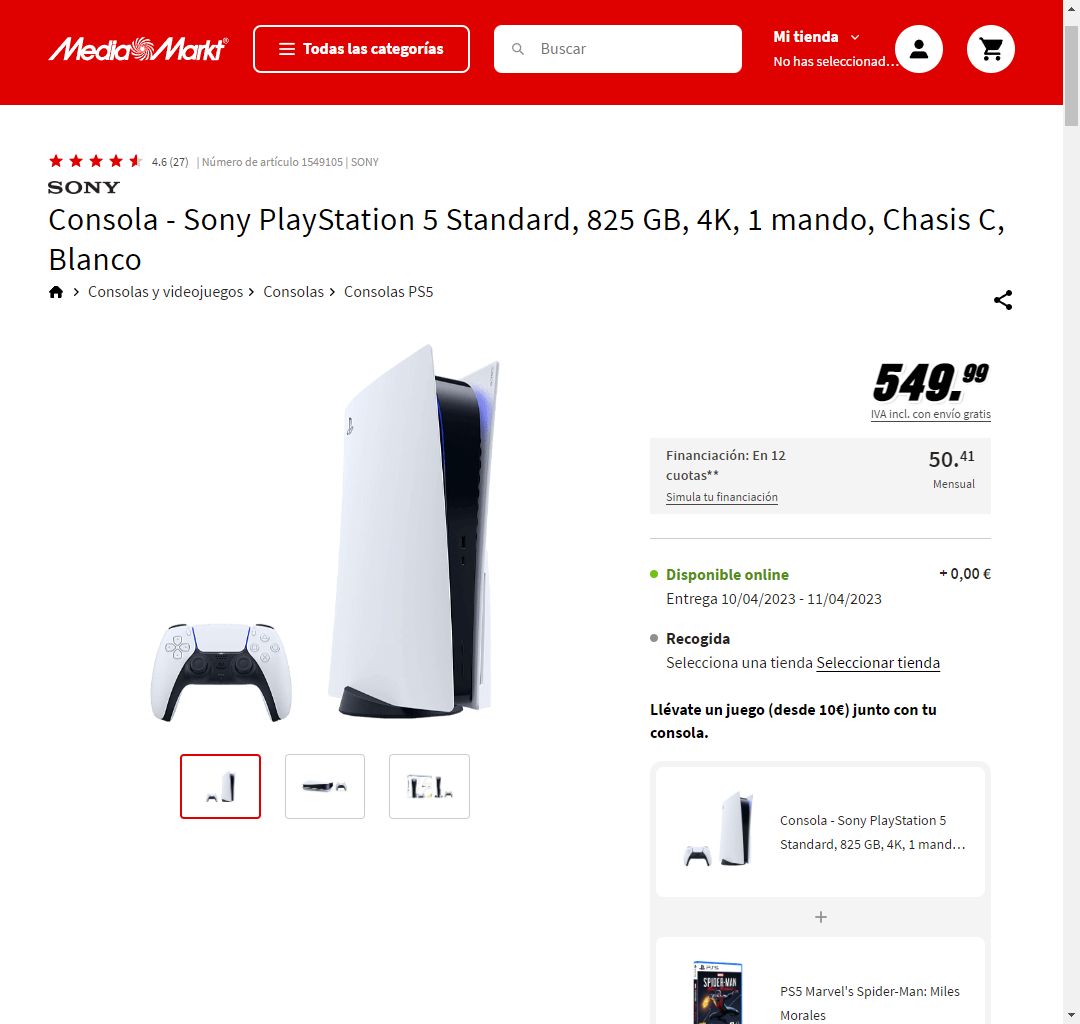 MediaMarkt®
Todas las categorías
Buscar
Mi tienda
No has seleccionad...
4.6 (27) | Número de artículo 1549105 | SONY
SONY
Consola - Sony PlayStation 5 Standard, 825 GB, 4K, 1 mando, Chasis C,
Blanco
Consolas y videojuegos > Consolas > Consolas PS5
549.99
IVA incl. con envío gratis
Financiación: En 12
cuotas**
50.41
Mensual
Simula tu financiación
Disponible online + 0,00 €
Entrega 10/04/2023 - 11/04/2023
Recogida
Selecciona una tienda Seleccionar tienda
Llévate un juego (desde 10€) junto con tu
consola.
Consola - Sony PlayStation 5
Standard, 825 GB, 4K, 1 mand...
+
PS5
SPIDER-MAN
PS5 Marvel's Spider-Man: Miles
Morales